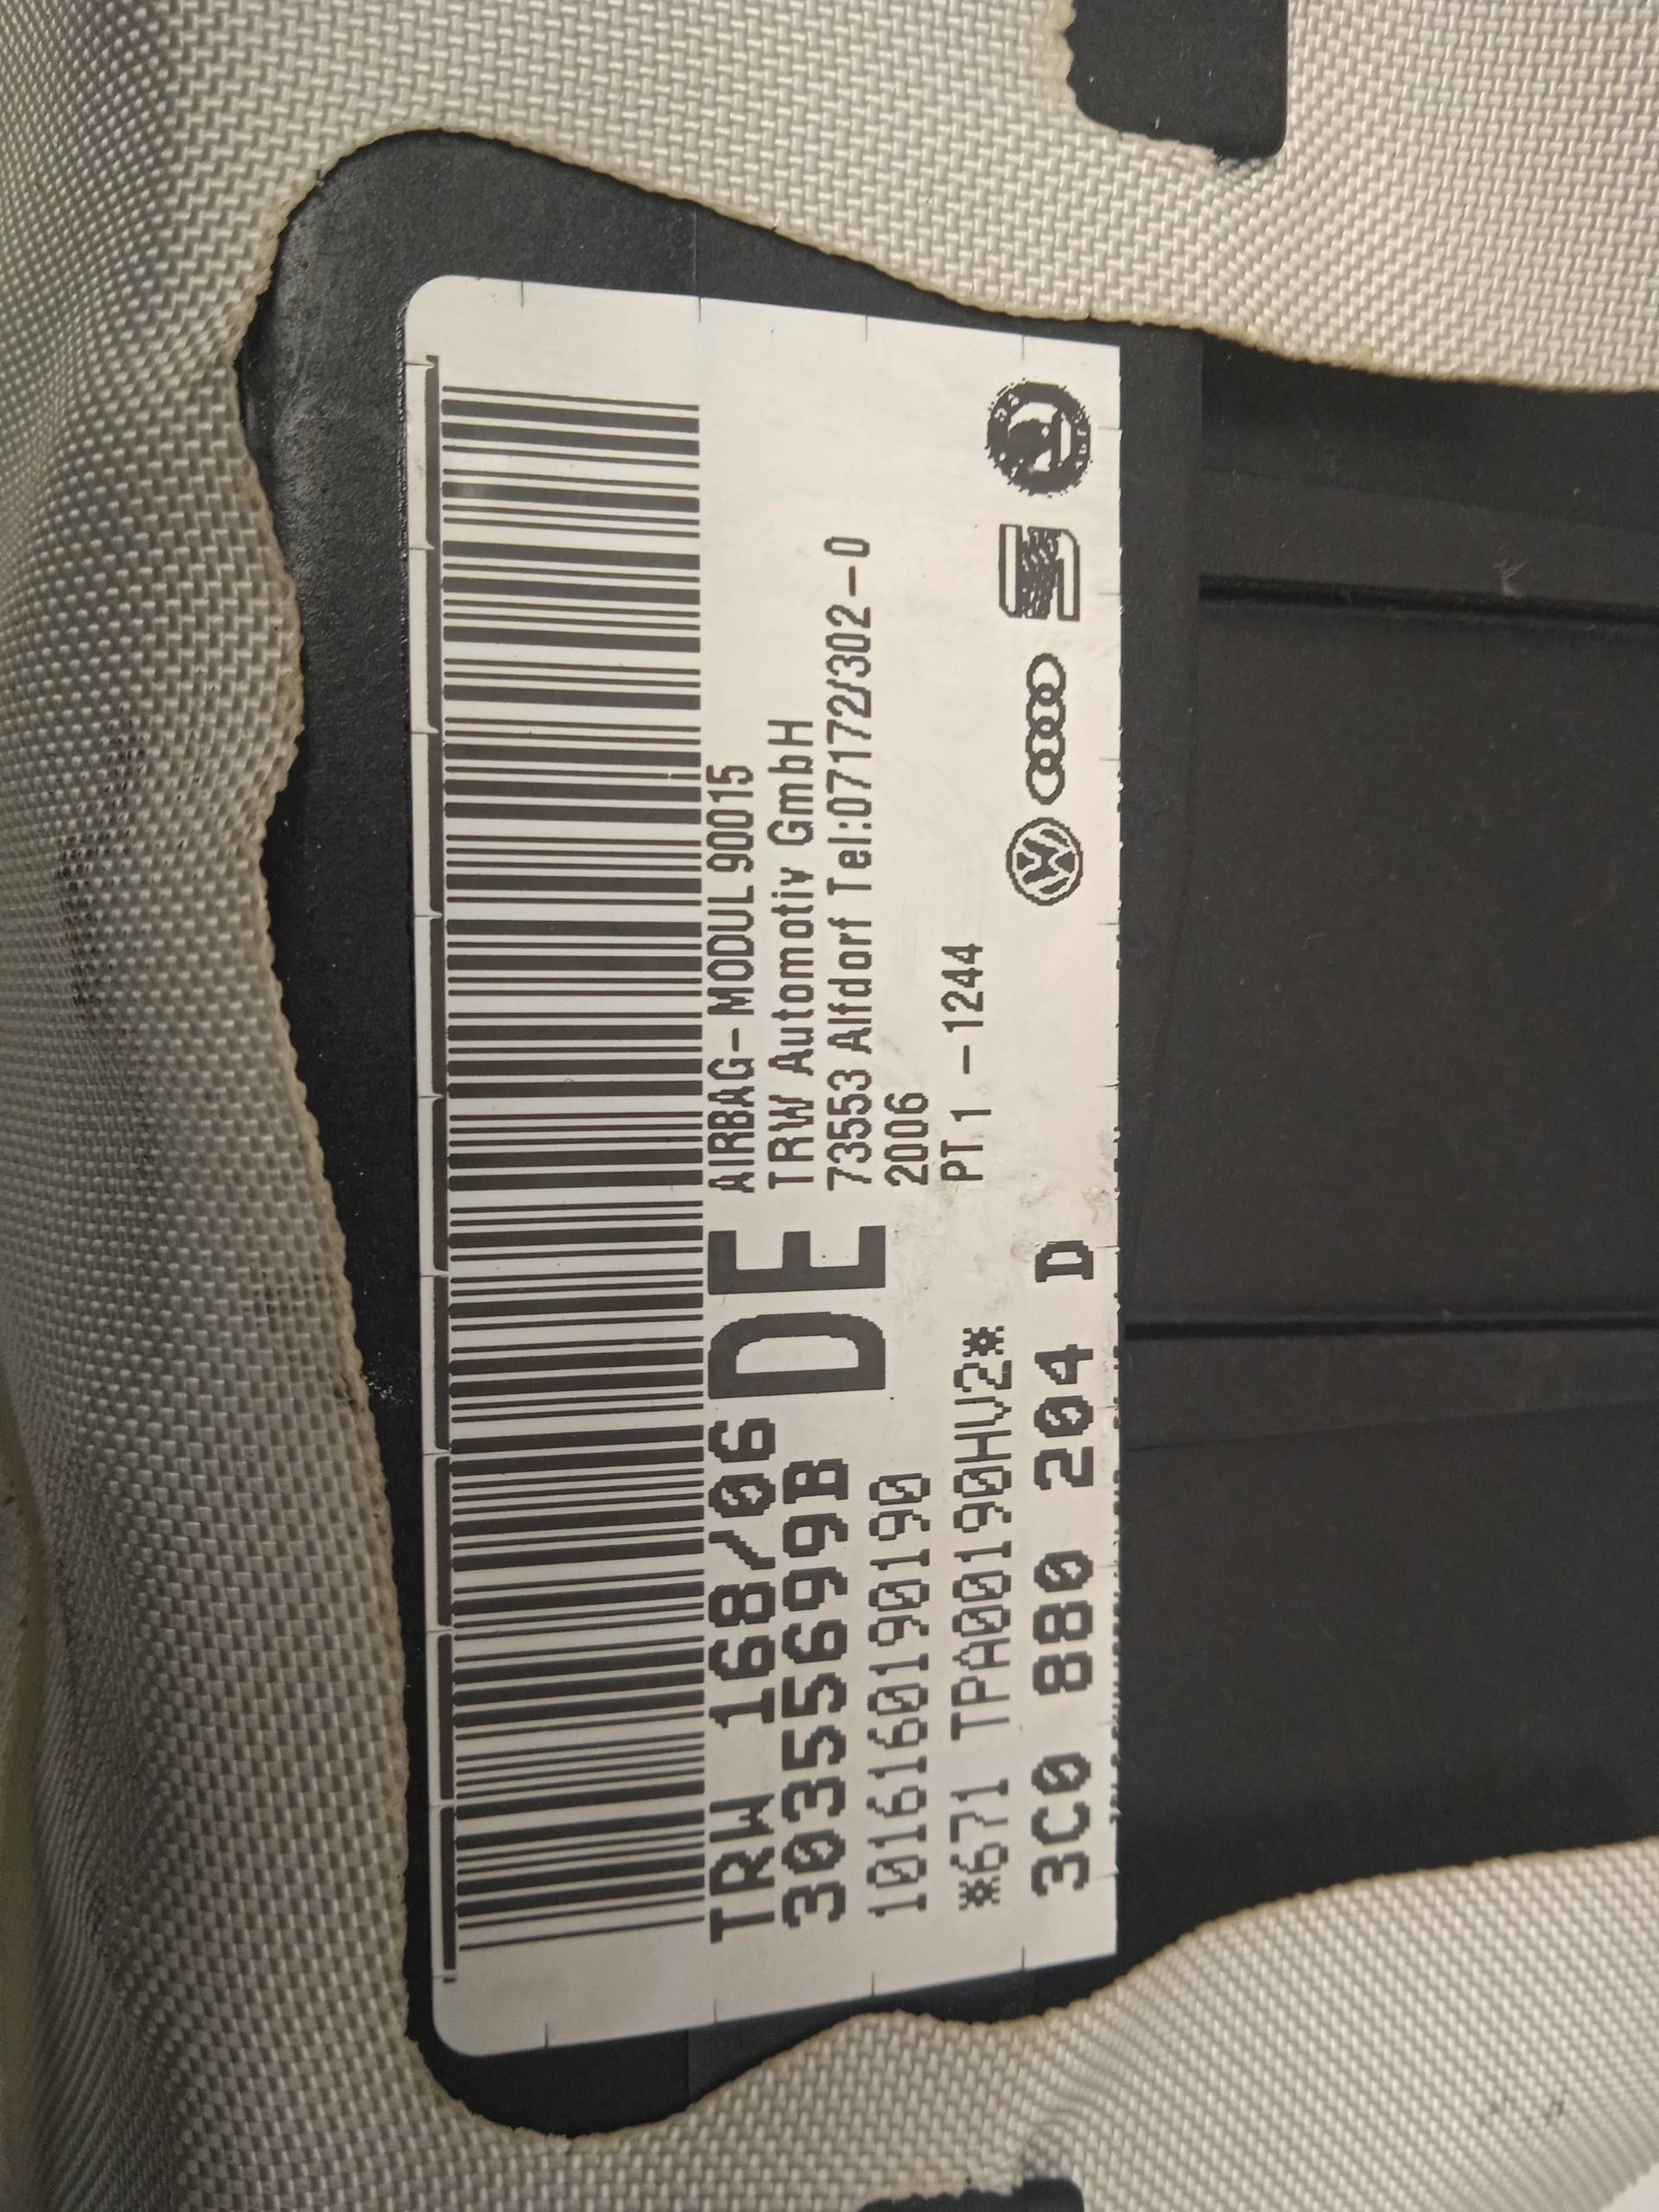 TRW 168/06
30355699B
DE
AIRBAG-MODUL 90015
TRW Automotiv GmbH
73553 Alfdorf Tel:07172/302-0
2006
PT 1 -1244
1016160190190
*671 TPA00190HV2*
3C0 880 204 D